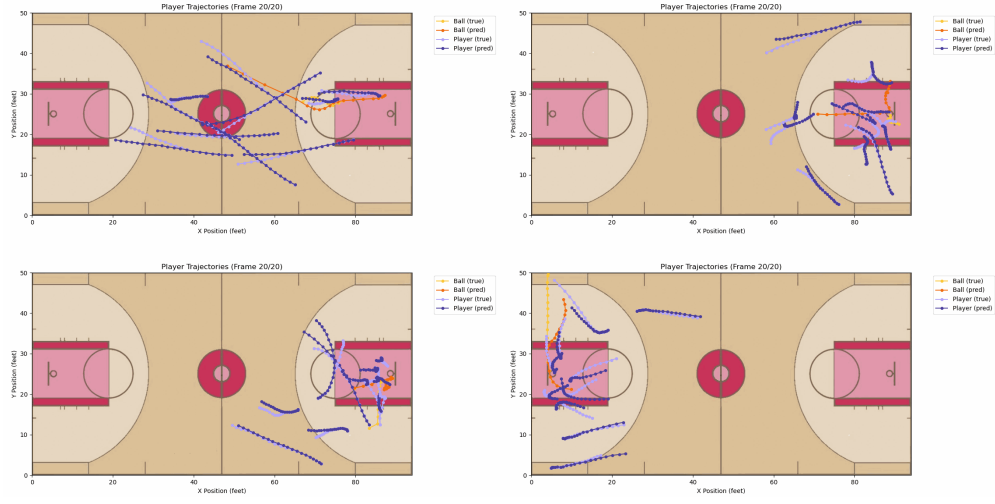 Player Trajectories (Frame 20/20)
Y Position (feet)
50
40
30
20
10
0
0
20
40
60
80
X Position (feet)
Ball (true)
Ball (pred)
Player (true)
Player (pred)
Player Trajectories (Frame 20/20)
Y Position (feet)
50
40
30
20
10
0
0
20
40
60
80
X Position (feet)
Ball (true)
Ball (pred)
Player (true)
Player (pred)
Player Trajectories (Frame 20/20)
Y Position (feet)
50
40
30
20
10
0
0
20
40
60
80
X Position (feet)
Ball (true)
Ball (pred)
Player (true)
Player (pred)
Player Trajectories (Frame 20/20)
Y Position (feet)
50
40
30
20
10
0
0
20
40
60
80
X Position (feet)
Ball (true)
Ball (pred)
Player (true)
Player (pred)